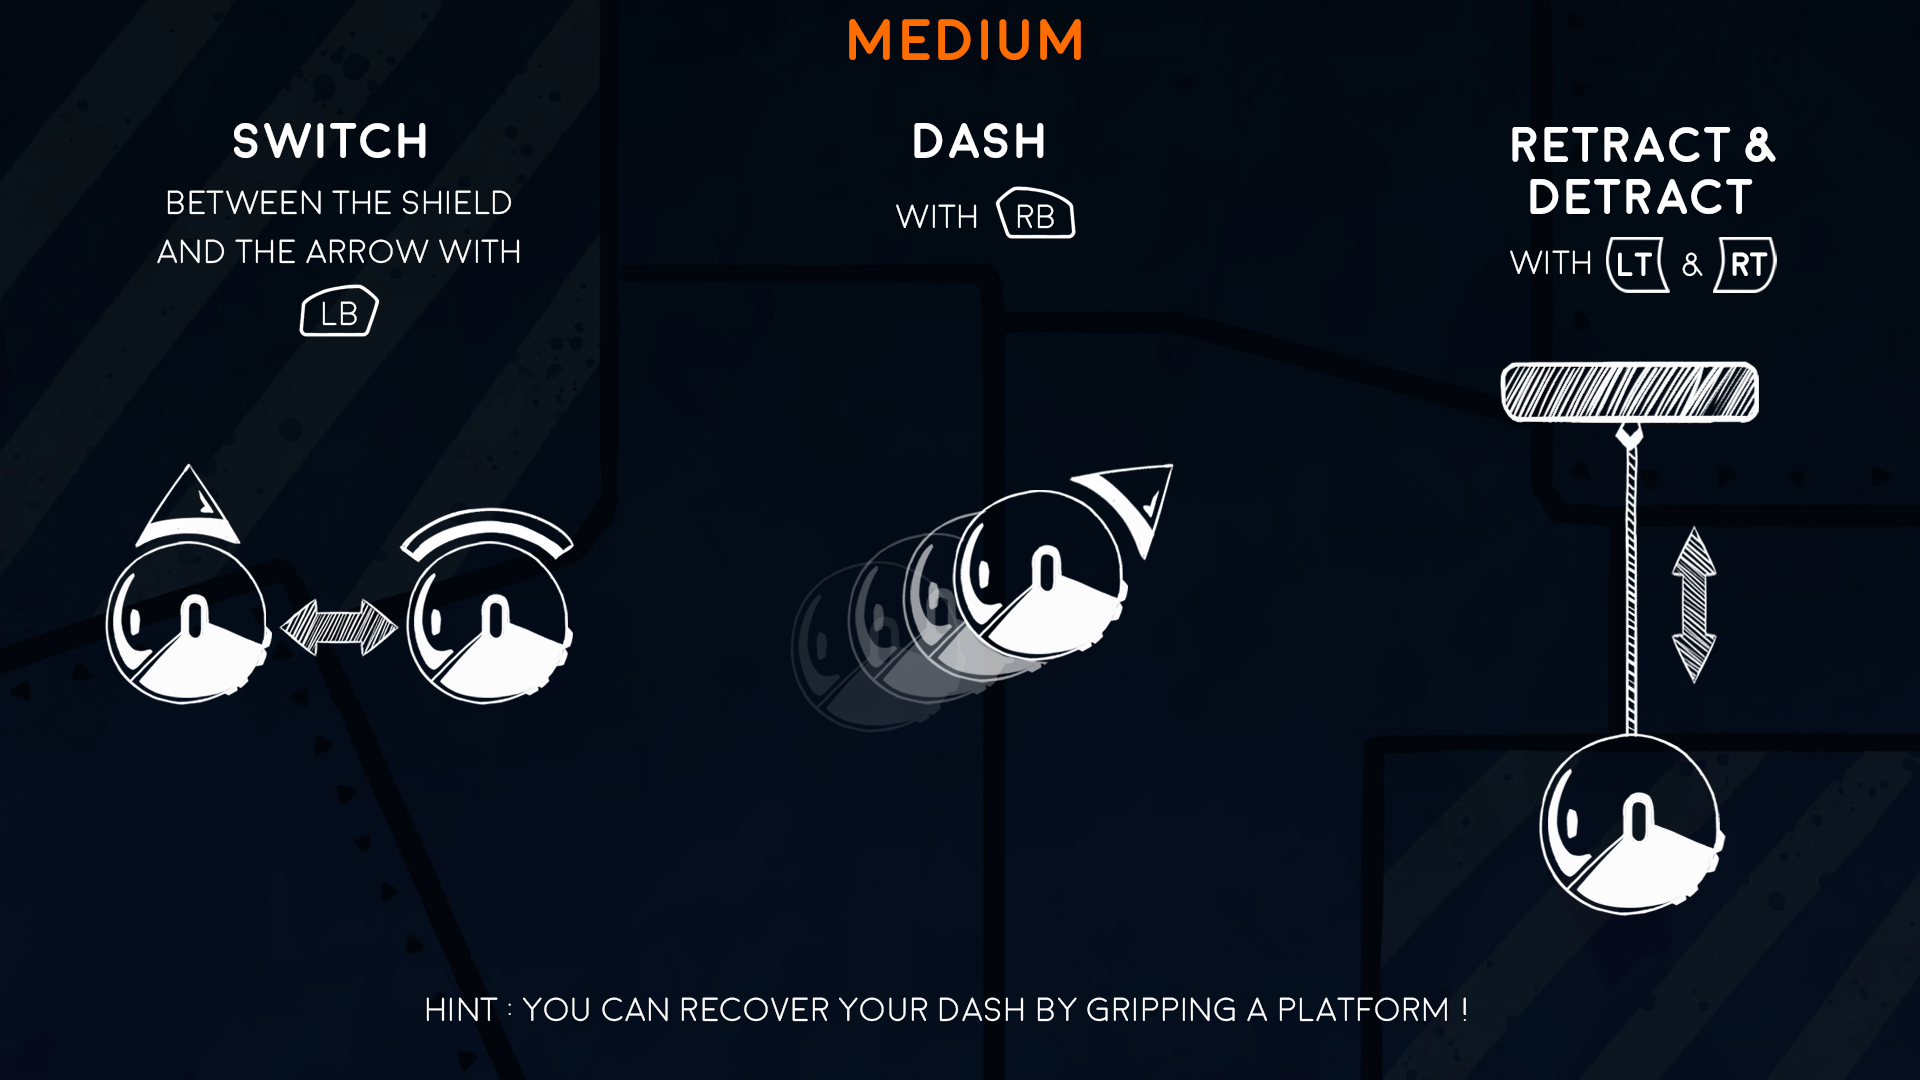 MEDIUM
SWITCH
BETWEEN THE SHIELD
AND THE ARROW WITH
LB
DASH
WITH RB
RETRACT &
DETRACT
WITH LT & RT
HINT : YOU CAN RECOVER YOUR DASH BY GRIPPING A PLATFORM !